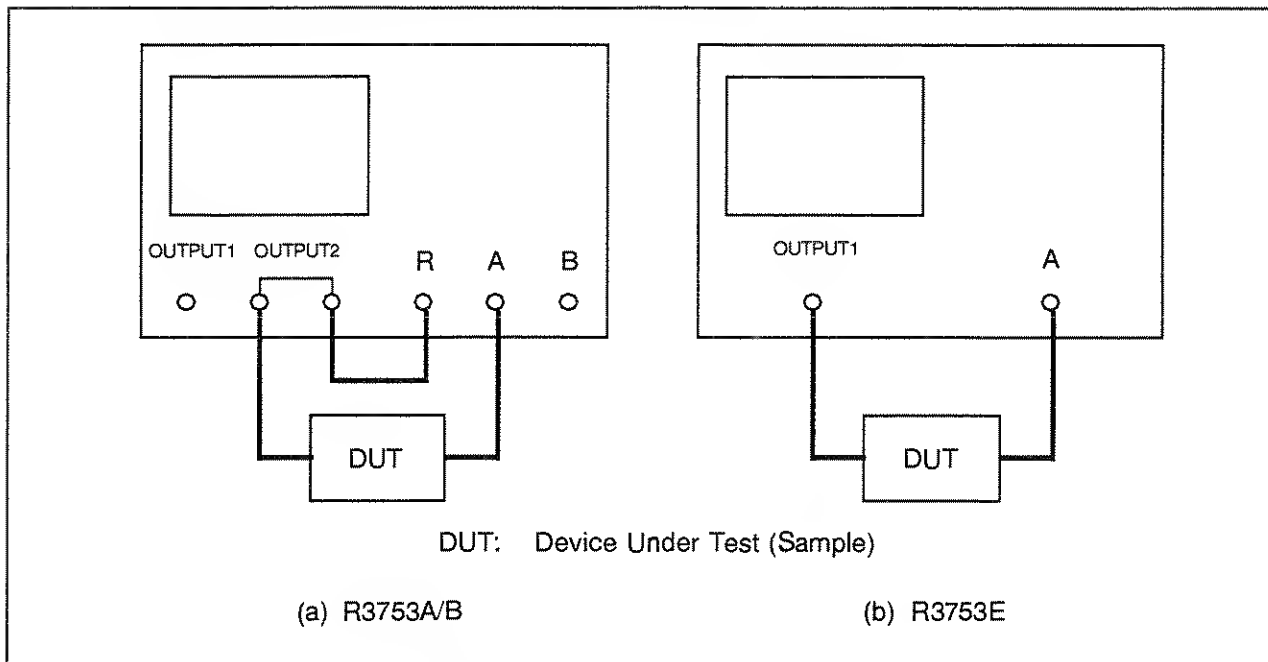 OUTPUT1 OUTPUT2 R A B
DUT
OUTPUT1 A
DUT
DUT: Device Under Test (Sample)
(a) R3753A/B
(b) R3753E